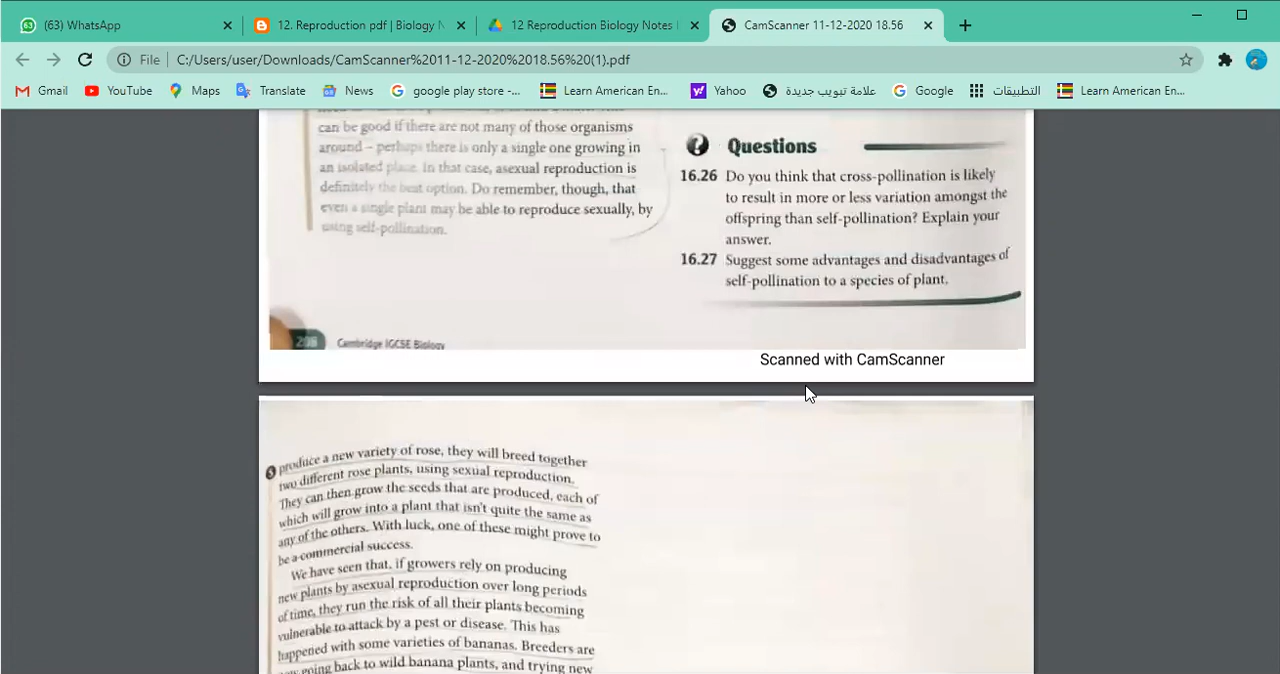 (63) WhatsApp
12. Reproduction pdf | Biology N
12 Reproduction Biology Notes
CamScanner 11-12-2020 18.56
File
C:/Users/user/Downloads/CamScanner%2011-12-2020%2018.56%20(1).pdf
Gmail
YouTube
Maps
Translate
News
google play store -...
Learn American En...
Yahoo
علامة تبويب جديدة
Google
التطبيقات
Learn American En...
can be good if there are not many of those organisms
around – perhaps there is only a single one growing in
an isolated place. In that case, asexual reproduction is
definitely the best option. Do remember, though, that
even a single plant may be able to reproduce sexually, by
using self-pollination.
Questions
16.26 Do you think that cross-pollination is likely
to result in more or less variation amongst the
offspring than self-pollination? Explain your
answer.
16.27 Suggest some advantages and disadvantages of
self-pollination to a species of plant.
Cambridge IGCSE Biology
Scanned with CamScanner
S produce a new variety of rose, they will breed together
two different rose plants, using sexual reproduction.
They can then grow the seeds that are produced, each of
which will grow into a plant that isn't quite the same as
any of the others. With luck, one of these might prove to
be a commercial success.
We have seen that, if growers rely on producing
new plants by asexual reproduction over long periods
of time, they run the risk of all their plants becoming
vulnerable to attack by a pest or disease. This has
happened with some varieties of bananas. Breeders are
going back to wild banana plants, and trying new